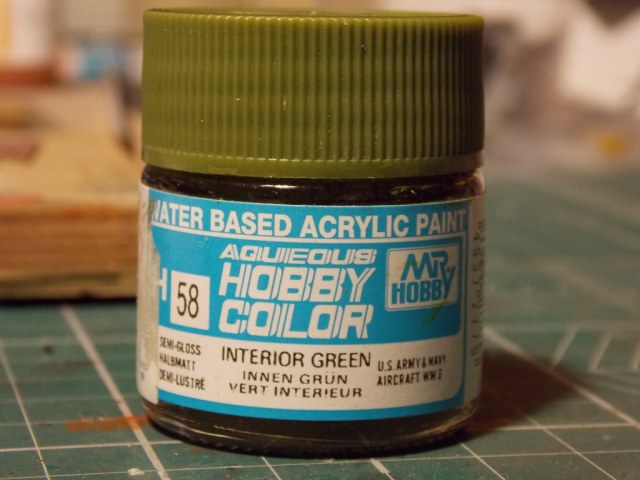 WATER BASED ACRYLIC PAINT
AQUEOUS
HOBBY
COLOR
MR
HOBBY
H 58
SEMI-GLOSS
HALBMATT
DEMI-LUSTRÉ
INTERIOR GREEN
INNEN GRÜN
VERT INTERIEUR
U.S. ARMY & NAVY
AIRCRAFT WW II